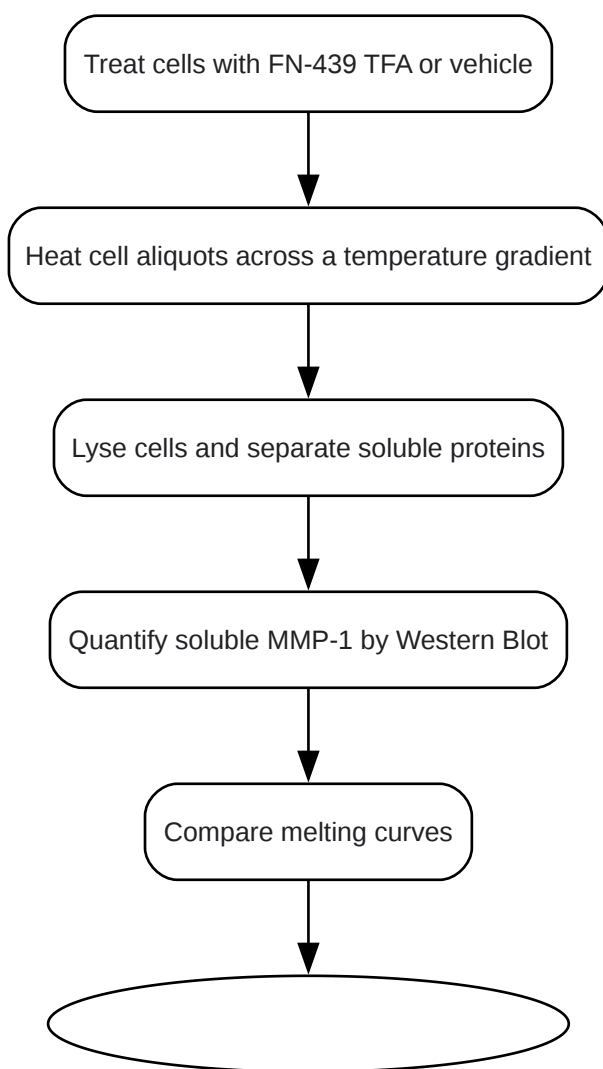 Treat cells with FN-439 TFA or vehicle
Heat cell aliquots across a temperature gradient
Lyse cells and separate soluble proteins
Quantify soluble MMP-1 by Western Blot
Compare melting curves